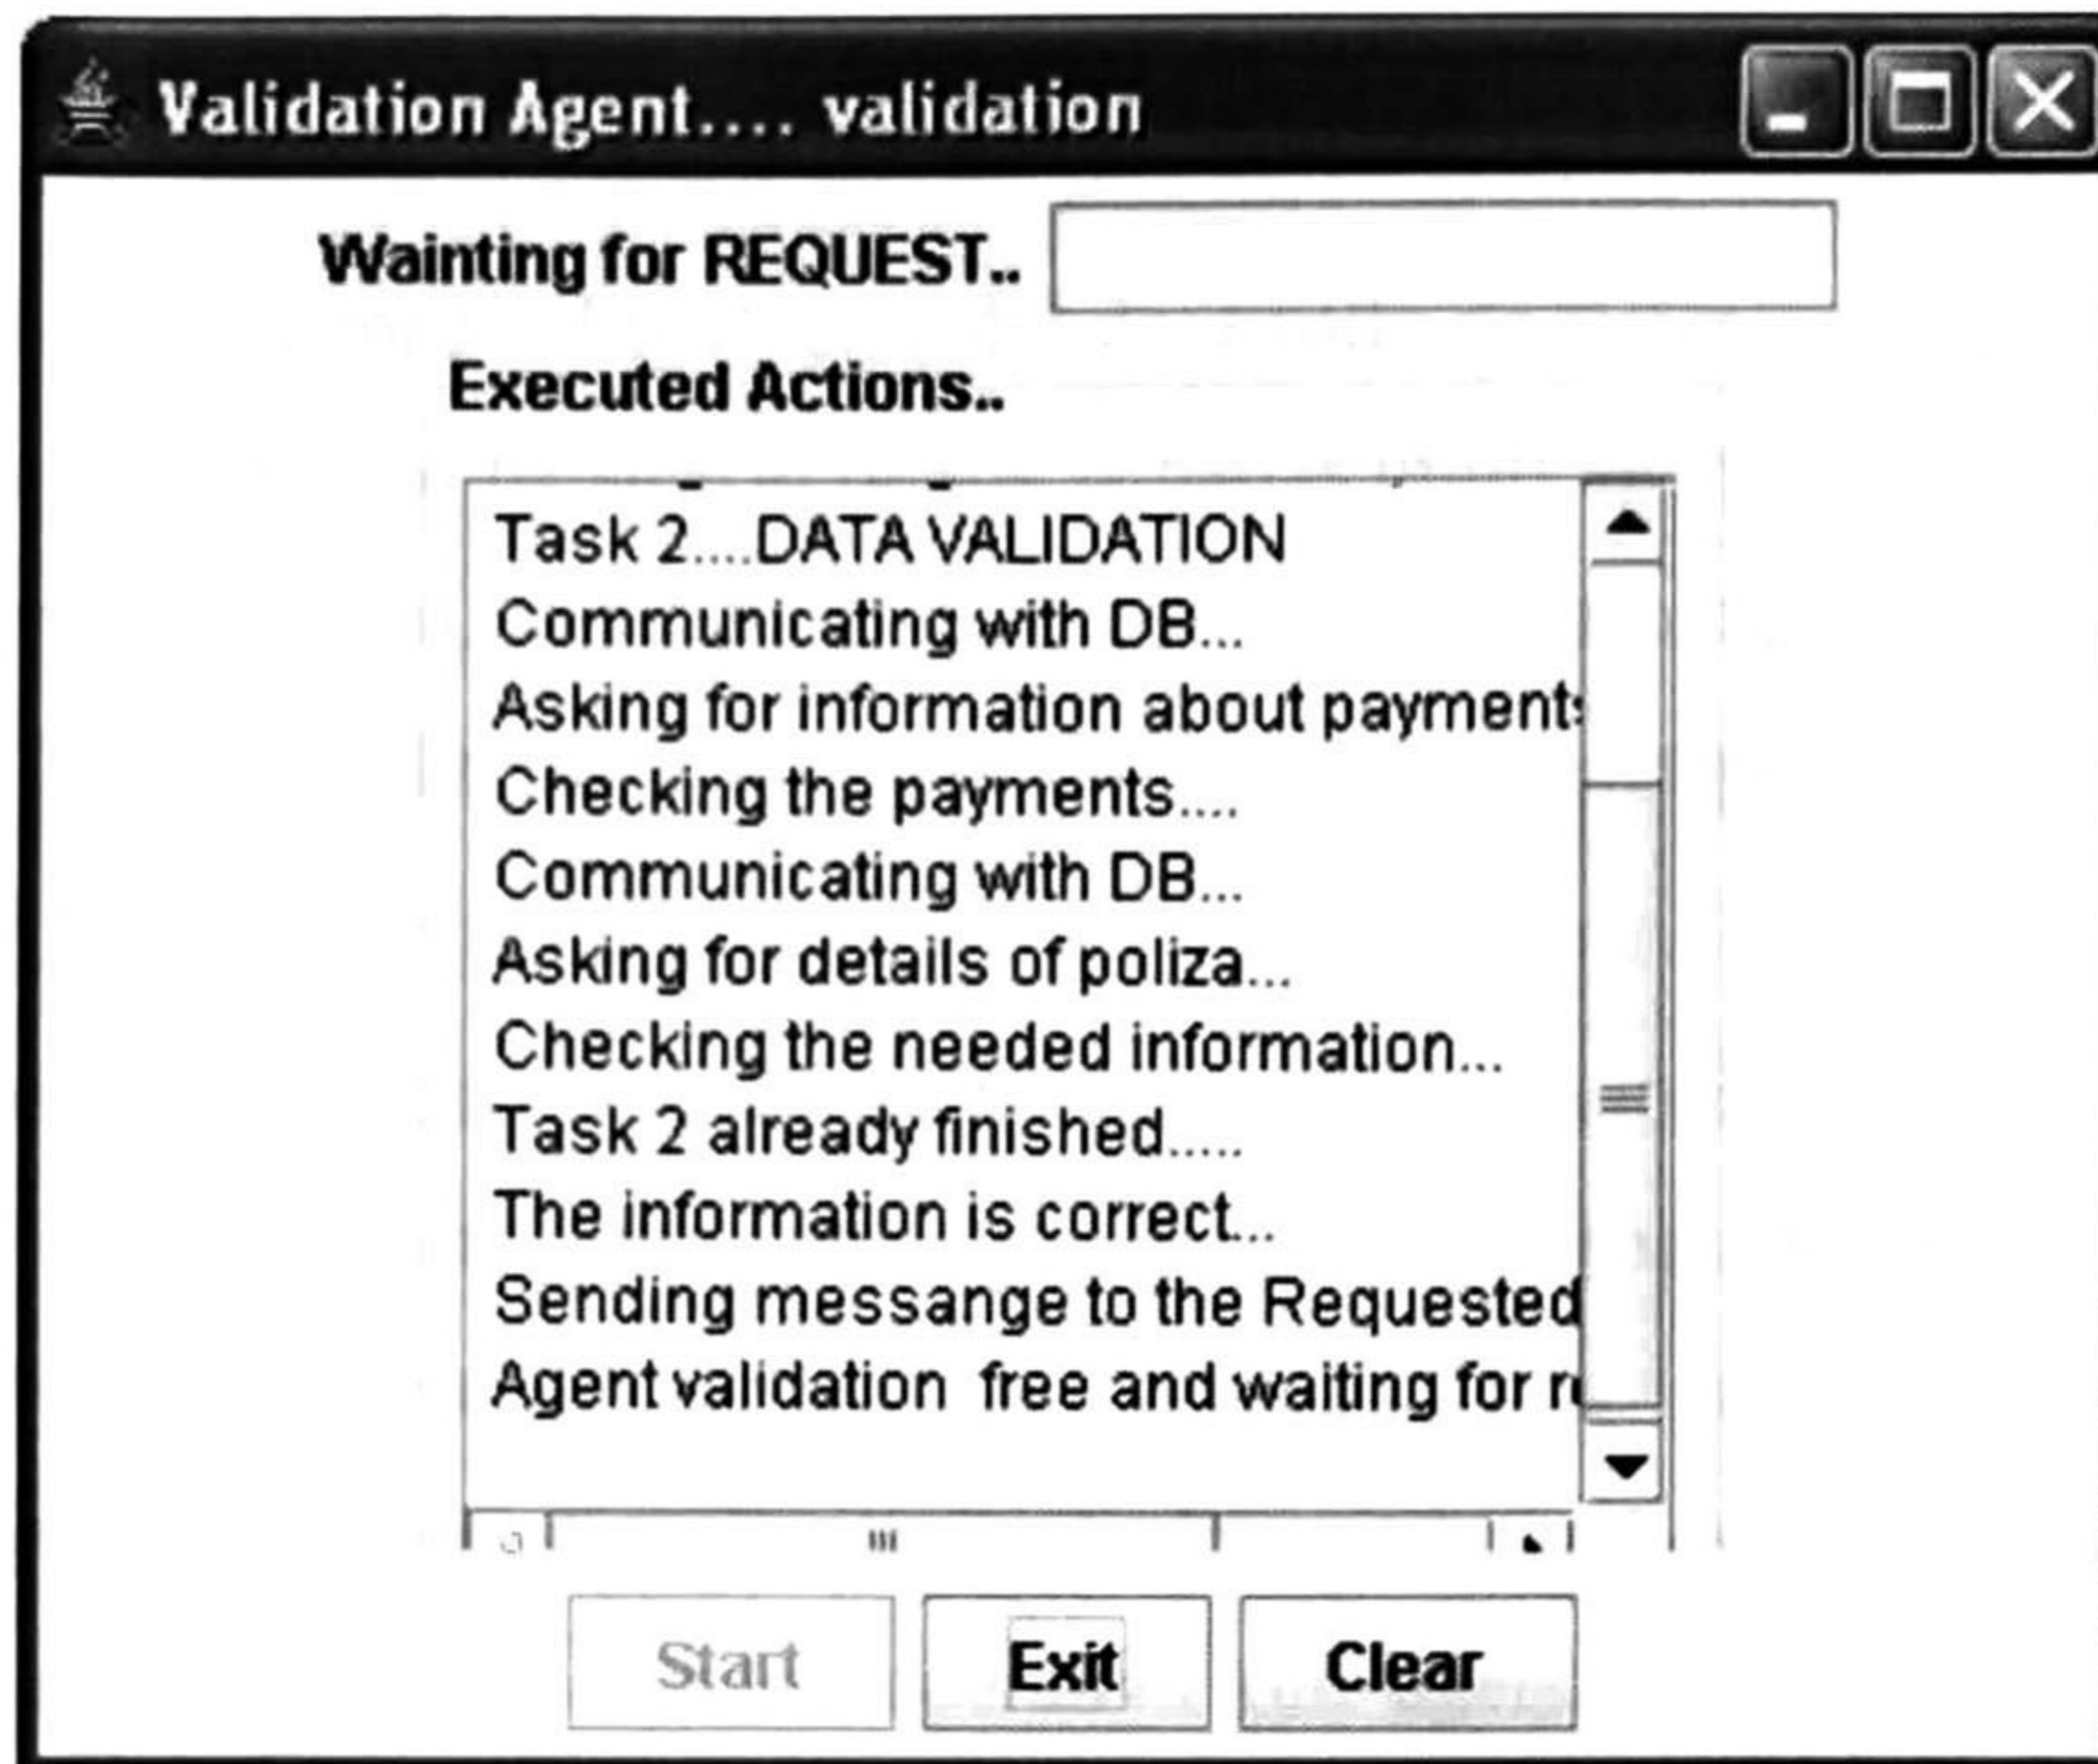 Validation Agent.... validation
Wainting for REQUEST..
Executed Actions..
Task 2....DATA VALIDATION
Communicating with DB...
Asking for information about payments
Checking the payments....
Communicating with DB...
Asking for details of poliza...
Checking the needed information...
Task 2 already finished.....
The information is correct...
Sending messange to the Requested
Agent validation  free and waiting for
Start Exit Clear